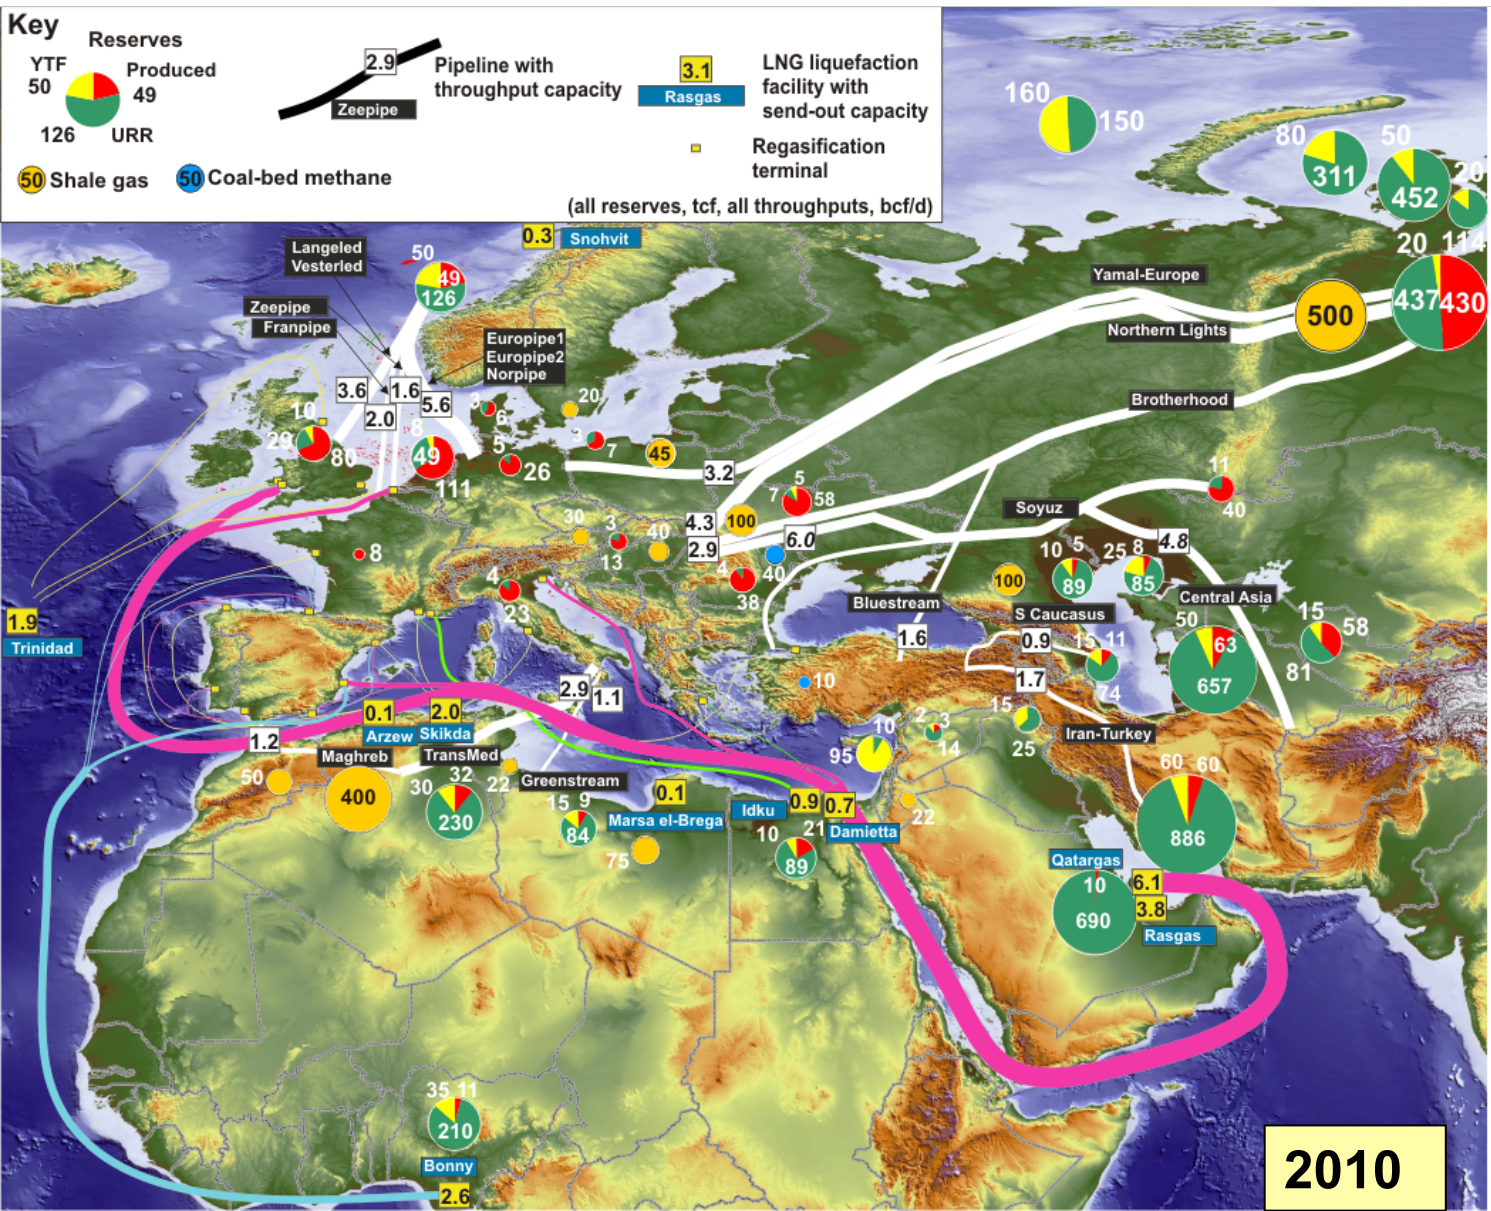 Key
Reserves
YTF
50
Produced
49
126
URR
2.9
Zeepipe
Pipeline with
throughput capacity
3.1
Rasgas
LNG liquefaction
facility with
send-out capacity
Regasification
terminal
50 Shale gas
50 Coal-bed methane
(all reserves, tcf, all throughputs, bcf/d)
160
150
80
311
50
452
20
114
20
437
430
0.3
Snohvit
Langeled
Vesterled
50
49
126
Zeepipe
Franpipe
Europipe1
Europipe2
Norpipe
Yamal-Europe
Northern Lights
500
Brotherhood
3.6
1.6
2.0
5.6
3
6
20
10
29
80
8
49
111
5
26
3
7
45
3.2
5
7
58
11
40
Soyuz
4.3
100
2.9
6.0
4.8
30
3
13
40
40
4
38
8
4
23
100
10
5
89
25
8
85
Central Asia
50
63
657
15
58
81
1.9
Trinidad
Bluestream
1.6
S Caucasus
0.9
15
11
74
1.7
10
2.9
1.1
0.1
2.0
Arzew
Skikda
1.2
Maghreb
TransMed
50
400
30
32
230
22
Greenstream
15
9
84
0.1
Marsa el-Brega
75
Idku
0.9
0.7
Damietta
10
21
89
10
95
2
3
14
15
25
22
Iran-Turkey
60
60
886
Qatargas
10
690
6.1
3.8
Rasgas
35
11
210
Bonny
2.6
2010